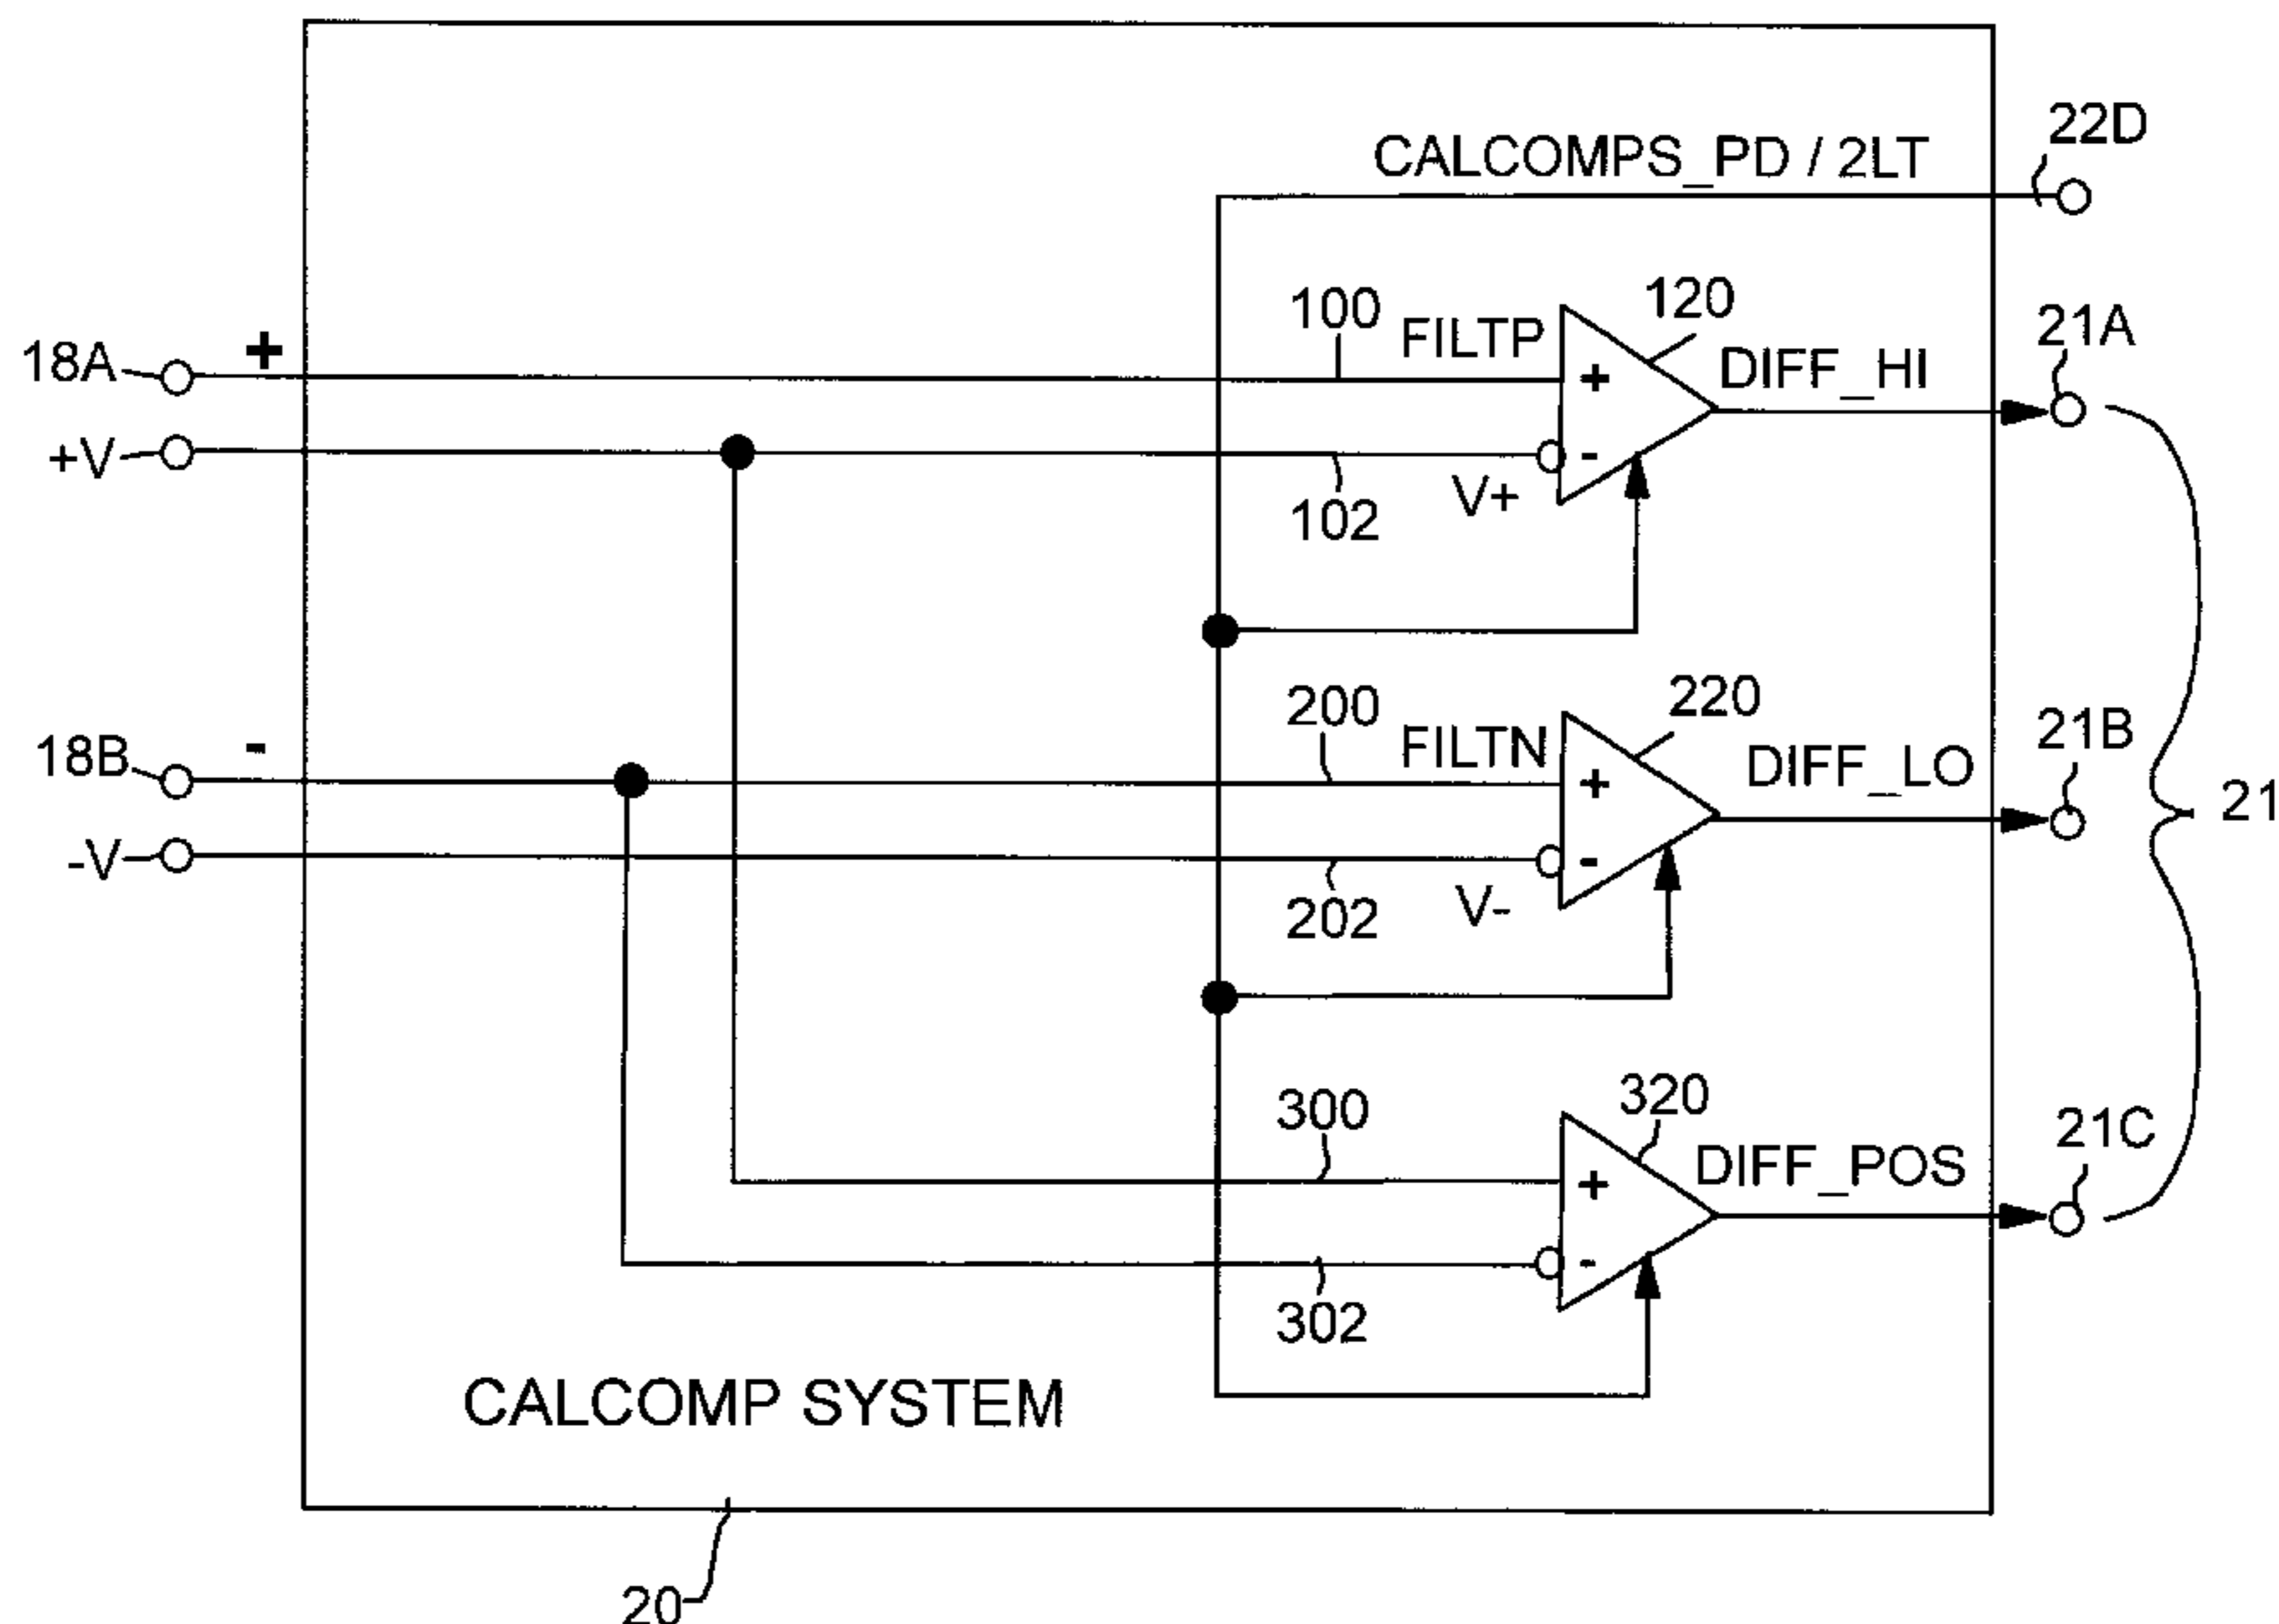 22D
CALCOMPS_PD / 2LT
100
FILTP
120
21A
18A
+
+
DIFF_HI
+V
-
102
V+
200
FILTN
220
21B
18B
-
+
DIFF_LO
21
-V
-
202
V-
300
320
21C
+
DIFF_POS
-
302
CALCOMP SYSTEM
20